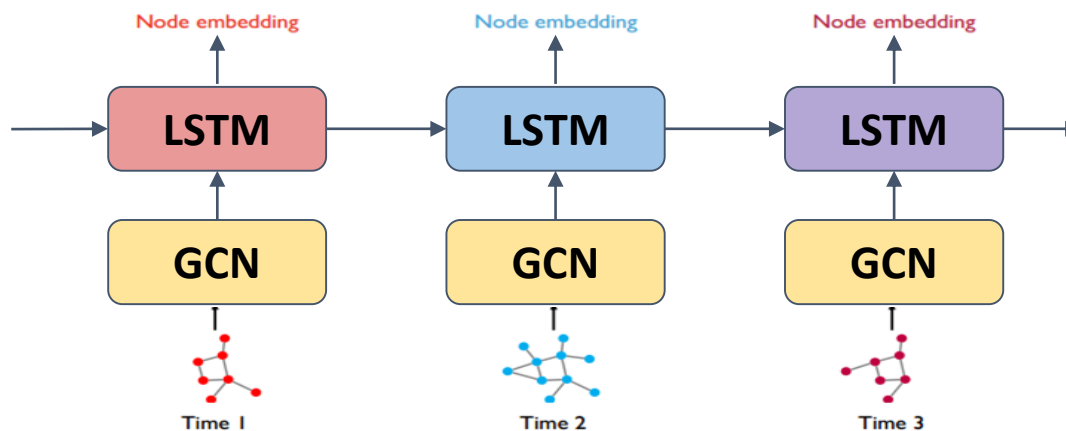 Node embedding Node embedding Node embedding
LSTM LSTM LSTM
GCN GCN GCN
Time 1 Time 2 Time 3